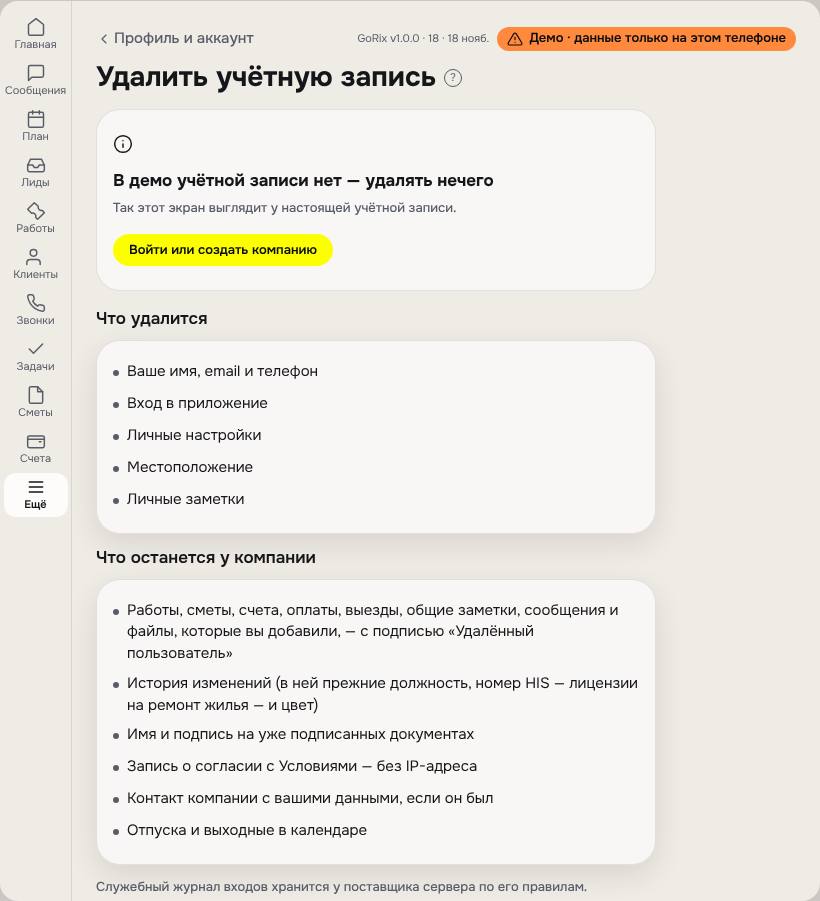 Главная
Сообщения
План
Лиды
Работы
Клиенты
Звонки
Задачи
Сметы
Счета
Ещё
Профиль и аккаунт
GoRix v1.0.0 · 18 · 18 нояб.
Демо · данные только на этом телефоне
Удалить учётную запись ?
В демо учётной записи нет — удалять нечего
Так этот экран выглядит у настоящей учётной записи.
Войти или создать компанию
Что удалится
Ваше имя, email и телефон
Вход в приложение
Личные настройки
Местоположение
Личные заметки
Что останется у компании
Работы, сметы, счета, оплаты, выезды, общие заметки, сообщения и
файлы, которые вы добавили, — с подписью «Удалённый
пользователь»
История изменений (в ней прежние должность, номер HIS — лицензии
на ремонт жилья — и цвет)
Имя и подпись на уже подписанных документах
Запись о согласии с Условиями — без IP-адреса
Контакт компании с вашими данными, если он был
Отпуска и выходные в календаре
Служебный журнал входов хранится у поставщика сервера по его правилам.